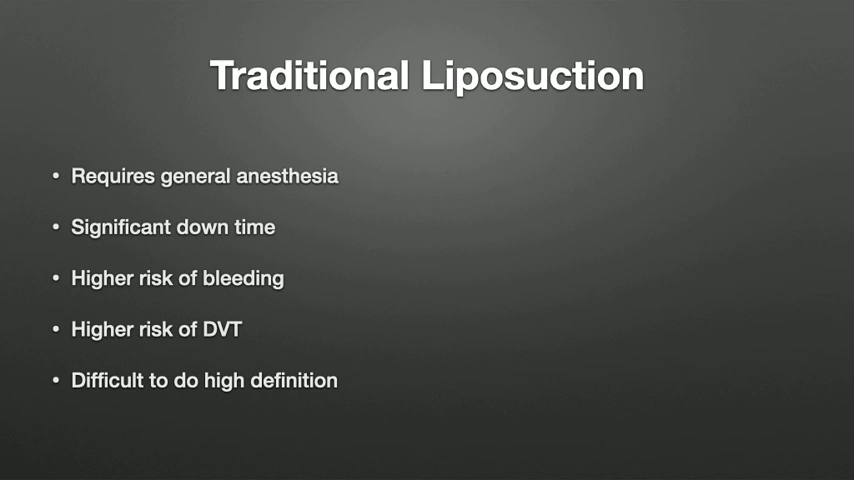 Traditional Liposuction
• Requires general anesthesia
• Significant down time
• Higher risk of bleeding
• Higher risk of DVT
• Difficult to do high definition